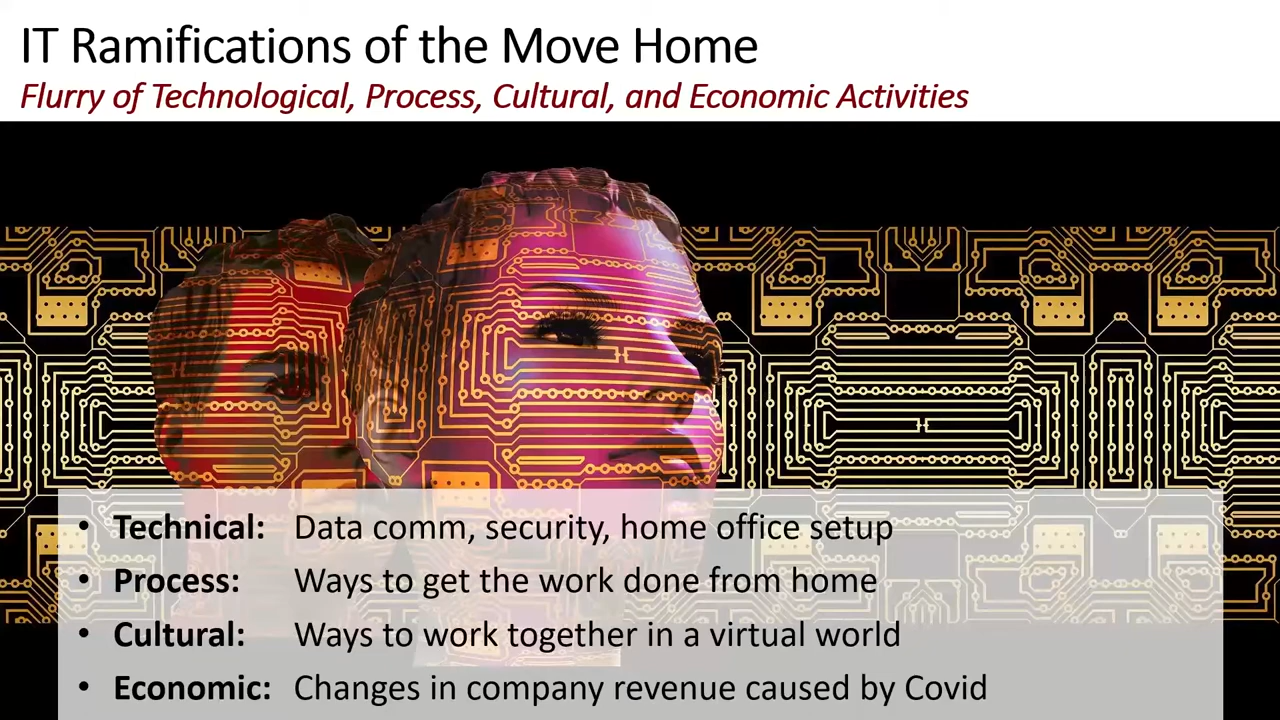 IT Ramifications of the Move Home
Flurry of Technological, Process, Cultural, and Economic Activities
• Technical: Data comm, security, home office setup
• Process: Ways to get the work done from home
• Cultural: Ways to work together in a virtual world
• Economic: Changes in company revenue caused by Covid